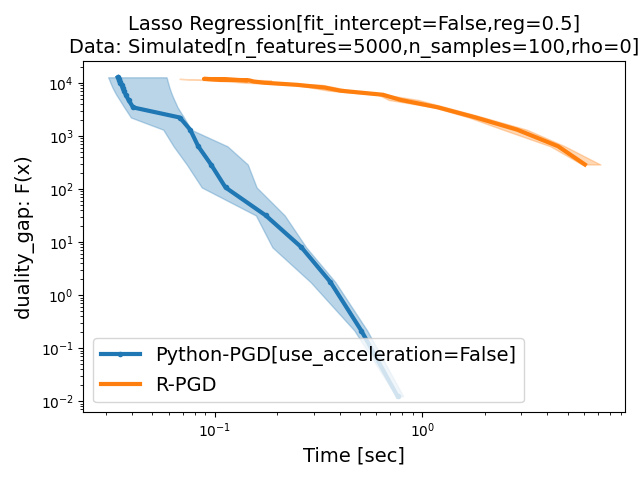 Lasso Regression[fit_intercept=False,reg=0.5]
Data: Simulated[n_features=5000,n_samples=100,rho=0]
duality_gap: F(x)
10⁴
10³
10²
10¹
10⁰
10⁻¹
10⁻²
Python-PGD[use_acceleration=False]
R-PGD
10⁻¹
10⁰
Time [sec]